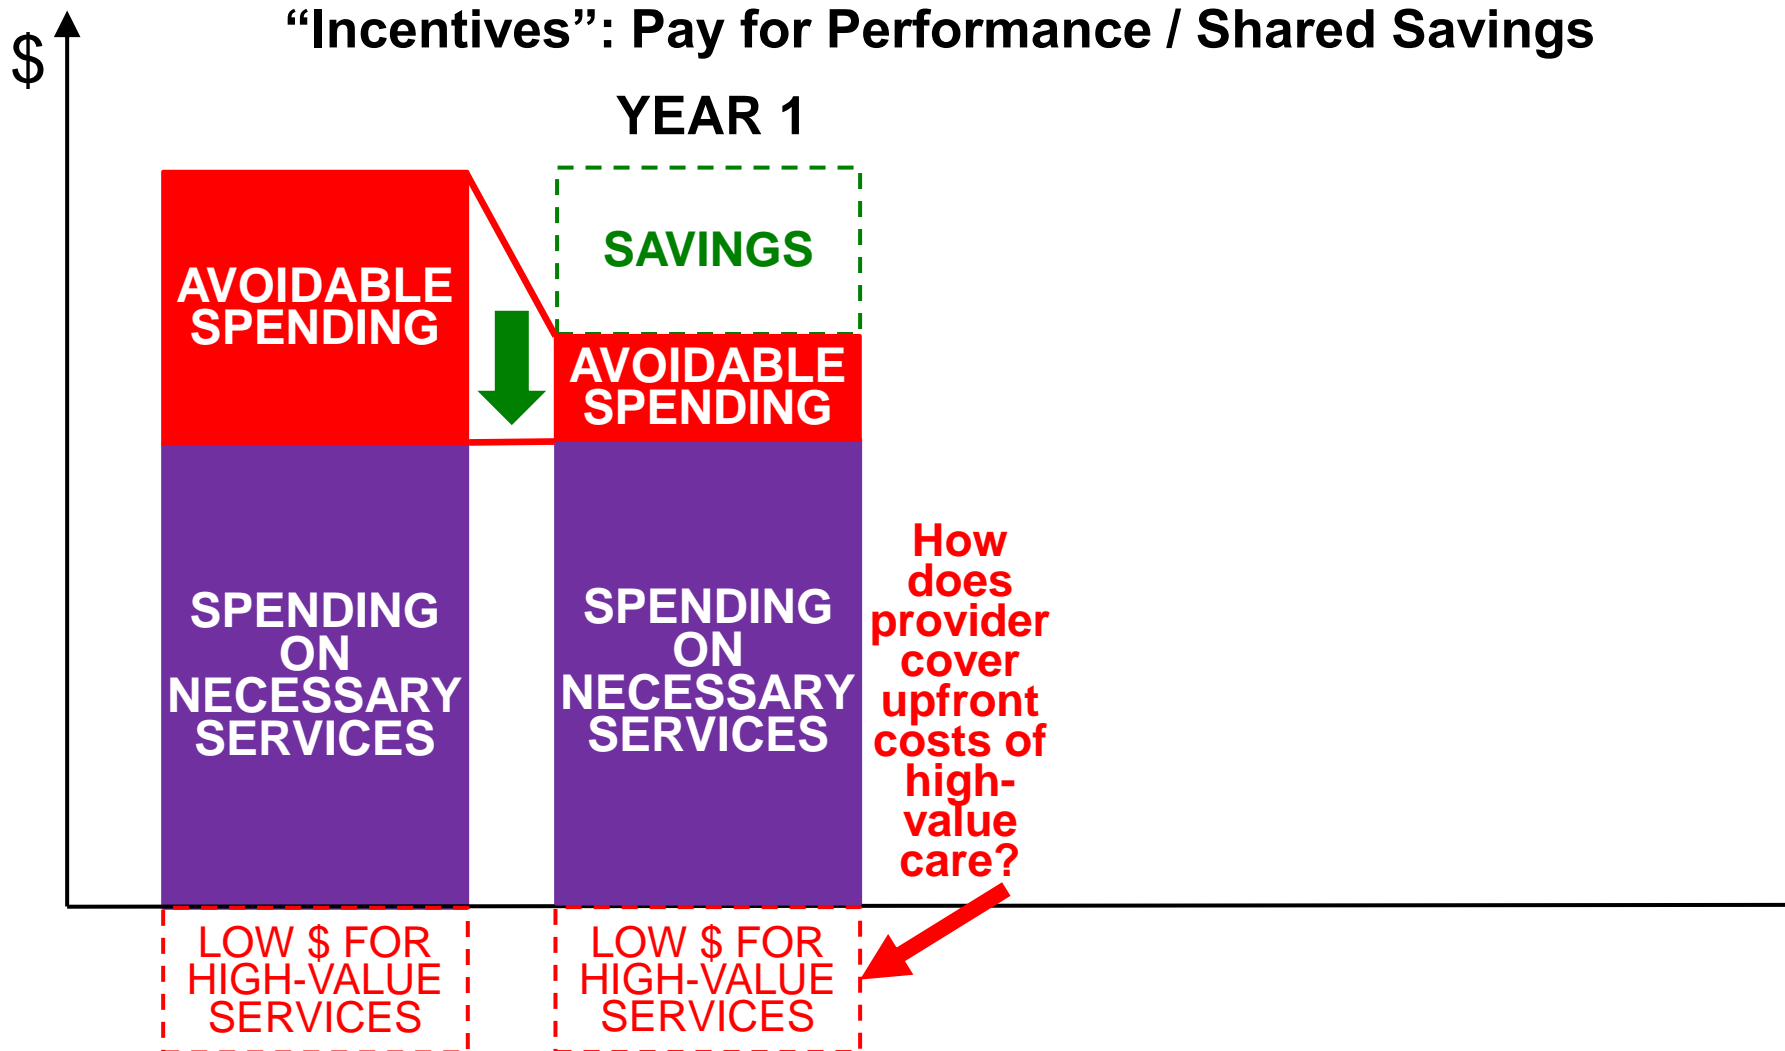 “Incentives”: Pay for Performance / Shared Savings
$
YEAR 1
AVOIDABLE
SPENDING
SAVINGS
AVOIDABLE
SPENDING
SPENDING
ON
NECESSARY
SERVICES
SPENDING
ON
NECESSARY
SERVICES
How
does
provider
cover
upfront
costs of
high-
value
care?
LOW $ FOR
HIGH-VALUE
SERVICES
LOW $ FOR
HIGH-VALUE
SERVICES